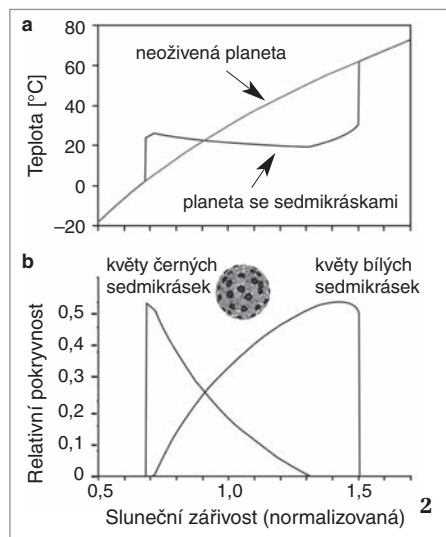 a
80
60
40
20
0
–20
Teplota [°C]
neoživená planeta
planeta se sedmikráskami
b
květy černých
sedmikrásek
květy bílých
sedmikrásek
0,5
0,4
0,3
0,2
0,1
0
Relativní pokryvnost
0,5
1,0
1,5
Sluneční zářivost (normalizovaná)
2